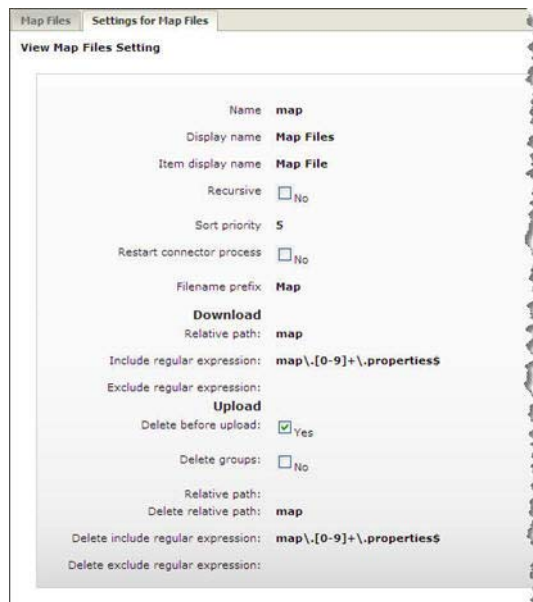 Map Files Settings for Map Files
View Map Files Setting
Name map
Display name Map Files
Item display name Map File
Recursive No
Sort priority 5
Restart connector process No
Filename prefix Map
Download
Relative path: map
Include regular expression: map\.[0-9]+\.properties$
Exclude regular expression:
Upload
Delete before upload: Yes
Delete groups: No
Relative path:
Delete relative path: map
Delete include regular expression: map\.[0-9]+\.properties$
Delete exclude regular expression: